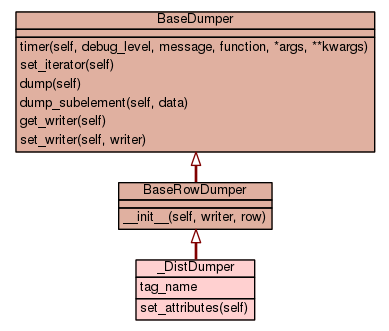 BaseDumper
timer(self, debug_level, message, function, *args, **kwargs)
set_iterator(self)
dump(self)
dump_subelement(self, data)
get_writer(self)
set_writer(self, writer)
BaseRowDumper
__init__(self, writer, row)
_DistDumper
tag_name
set_attributes(self)